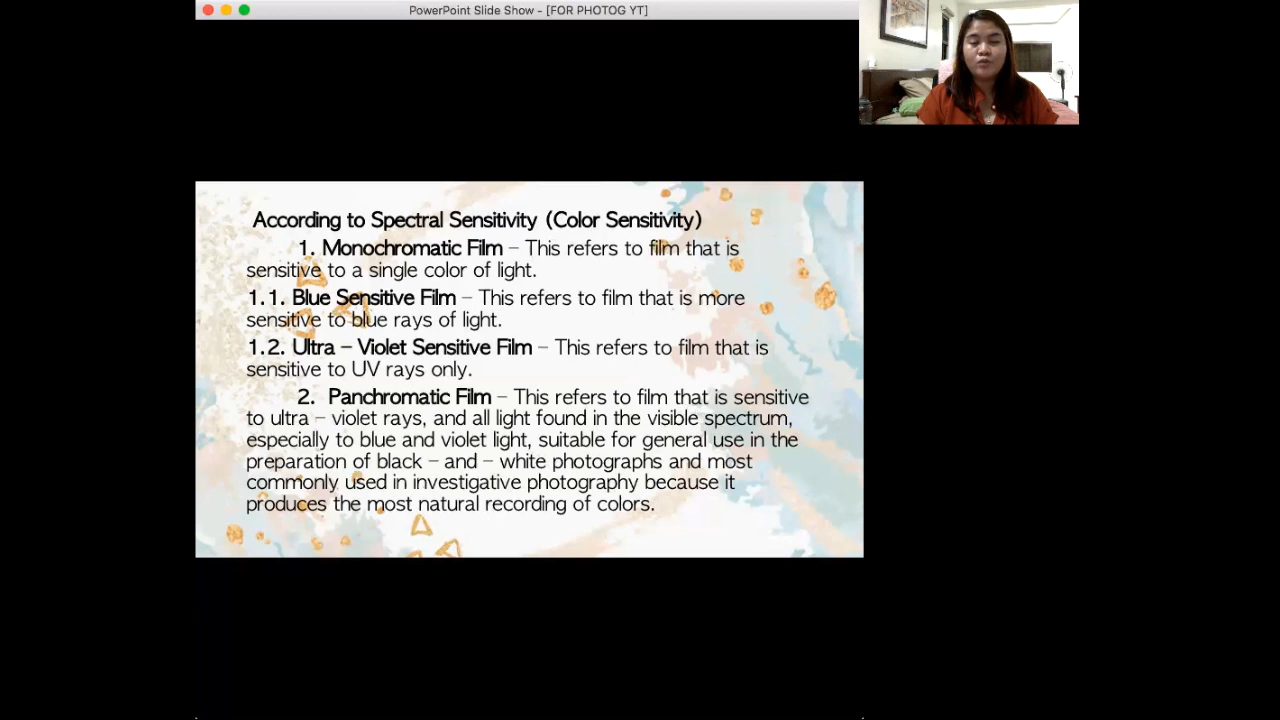 PowerPoint Slide Show - [FOR PHOTOG YT]
According to Spectral Sensitivity (Color Sensitivity)
1. Monochromatic Film – This refers to film that is
sensitive to a single color of light.
1.1. Blue Sensitive Film – This refers to film that is more
sensitive to blue rays of light.
1.2. Ultra – Violet Sensitive Film – This refers to film that is
sensitive to UV rays only.
2. Panchromatic Film – This refers to film that is sensitive
to ultra – violet rays, and all light found in the visible spectrum,
especially to blue and violet light, suitable for general use in the
preparation of black – and – white photographs and most
commonly used in investigative photography because it
produces the most natural recording of colors.